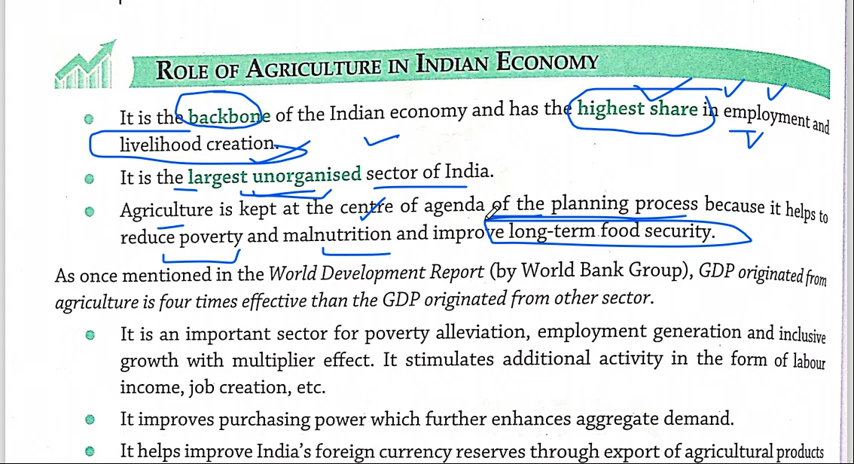 ROLE OF AGRICULTURE IN INDIAN ECONOMY
It is the backbone of the Indian economy and has the highest share in employment and
livelihood creation.
It is the largest unorganised sector of India.
Agriculture is kept at the centre of agenda of the planning process because it helps to
reduce poverty and malnutrition and improve long-term food security.
As once mentioned in the World Development Report (by World Bank Group), GDP originated from
agriculture is four times effective than the GDP originated from other sector.
It is an important sector for poverty alleviation, employment generation and inclusive
growth with multiplier effect. It stimulates additional activity in the form of labour
income, job creation, etc.
It improves purchasing power which further enhances aggregate demand.
It helps improve India's foreign currency reserves through export of agricultural products